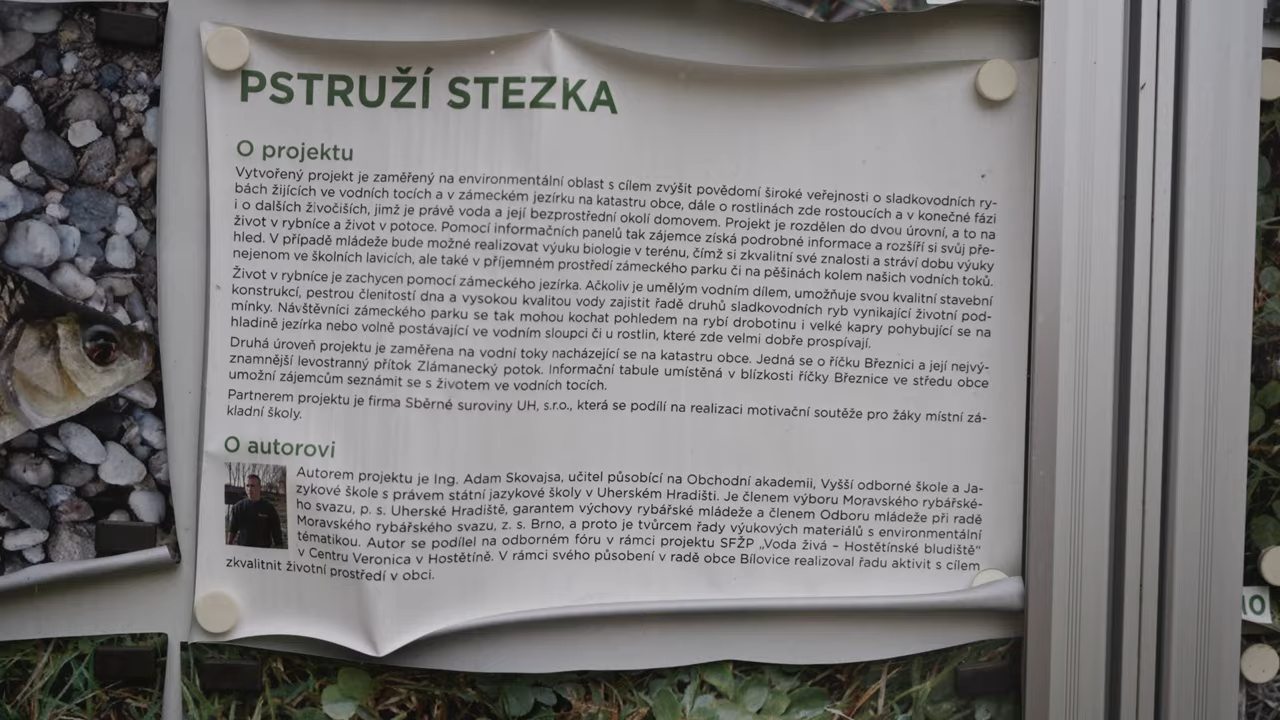 PSTRUŽÍ STEZKA
O projektu
Vytvořený projekt je zaměřený na environmentální oblast s cílem zvýšit povědomí široké veřejnosti o sladkovodních ry-
bách žijících ve vodních tocích a v zámeckém jezírku na katastru obce, dále o rostlinách zde rostoucích a v konečné fázi
i o dalších živočiších, jimž je právě voda a její bezprostřední okolí domovem. Projekt je rozdělen do dvou úrovní, a to na
život v rybníce a život v potoce. Pomocí informačních panelů tak zájemce získá podrobné informace a rozšíří si svůj pře-
hled. V případě mládeže bude možné realizovat výuku biologie v terénu, čímž si zkvalitní své znalosti a stráví dobu výuky
nejenom ve školních lavicích, ale také v příjemném prostředí zámeckého parku či na pěšinách kolem našich vodních toků.
Život v rybníce je zachycen pomocí zámeckého jezírka. Ačkoliv je umělým vodním dílem, umožňuje svou kvalitní stavební
konstrukcí, pestrou členitostí dna a vysokou kvalitou vody zajistit řadě druhů sladkovodních ryb vynikající životní pod-
mínky. Návštěvníci zámeckého parku se tak mohou kochat pohledem na rybí drobotinu i velké kapry pohybující se na
hladině jezírka nebo volně postávající ve vodním sloupci či u rostlin, které zde velmi dobře prospívají.
Druhá úroveň projektu je zaměřena na vodní toky nacházející se na katastru obce. Jedná se o říčku Březnici a její nejvý-
znamnější levostranný přítok Zlámanecký potok. Informační tabule umístěná v blízkosti říčky Březnice ve středu obce
umožní zájemcům seznámit se s životem ve vodních tocích.
Partnerem projektu je firma Sběrné suroviny UH, s.r.o., která se podílí na realizaci motivační soutěže pro žáky místní zá-
kladní školy.
O autorovi
Autorem projektu je Ing. Adam Skovajsa, učitel působící na Obchodní akademii, Vyšší odborné škole a Ja-
zykové škole s právem státní jazykové školy v Uherském Hradišti. Je členem výboru Moravského rybářské-
ho svazu, p. s. Uherské Hradiště, garantem výchovy rybářské mládeže a členem Odboru mládeže při radě
Moravského rybářského svazu, z. s. Brno, a proto je tvůrcem řady výukových materiálů s environmentální
tématikou. Autor se podílel na odborném fóru v rámci projektu SFŽP „Voda živá – Hostětínské bludiště“
v Centru Veronica v Hostětíně. V rámci svého působení v radě obce Bílovice realizoval řadu aktivit s cílem
zkvalitnit životní prostředí v obci.
10